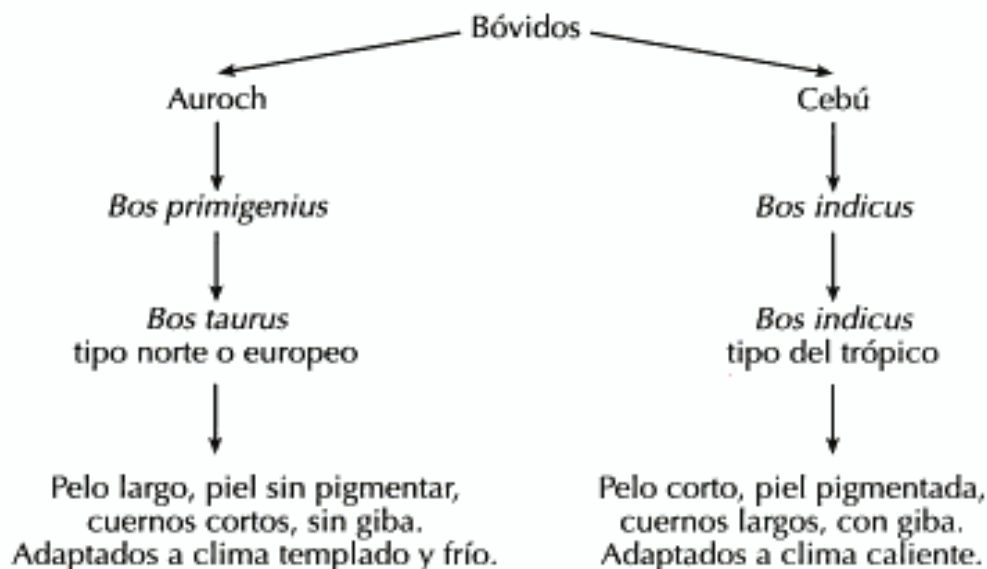 Bóvidos
Auroch
Cebú
Bos primigenius
Bos indicus
Bos taurus
tipo norte o europeo
Bos indicus
tipo del trópico
Pelo largo, piel sin pigmentar,
cuernos cortos, sin giba.
Adaptados a clima templado y frío.
Pelo corto, piel pigmentada,
cuernos largos, con giba.
Adaptados a clima caliente.